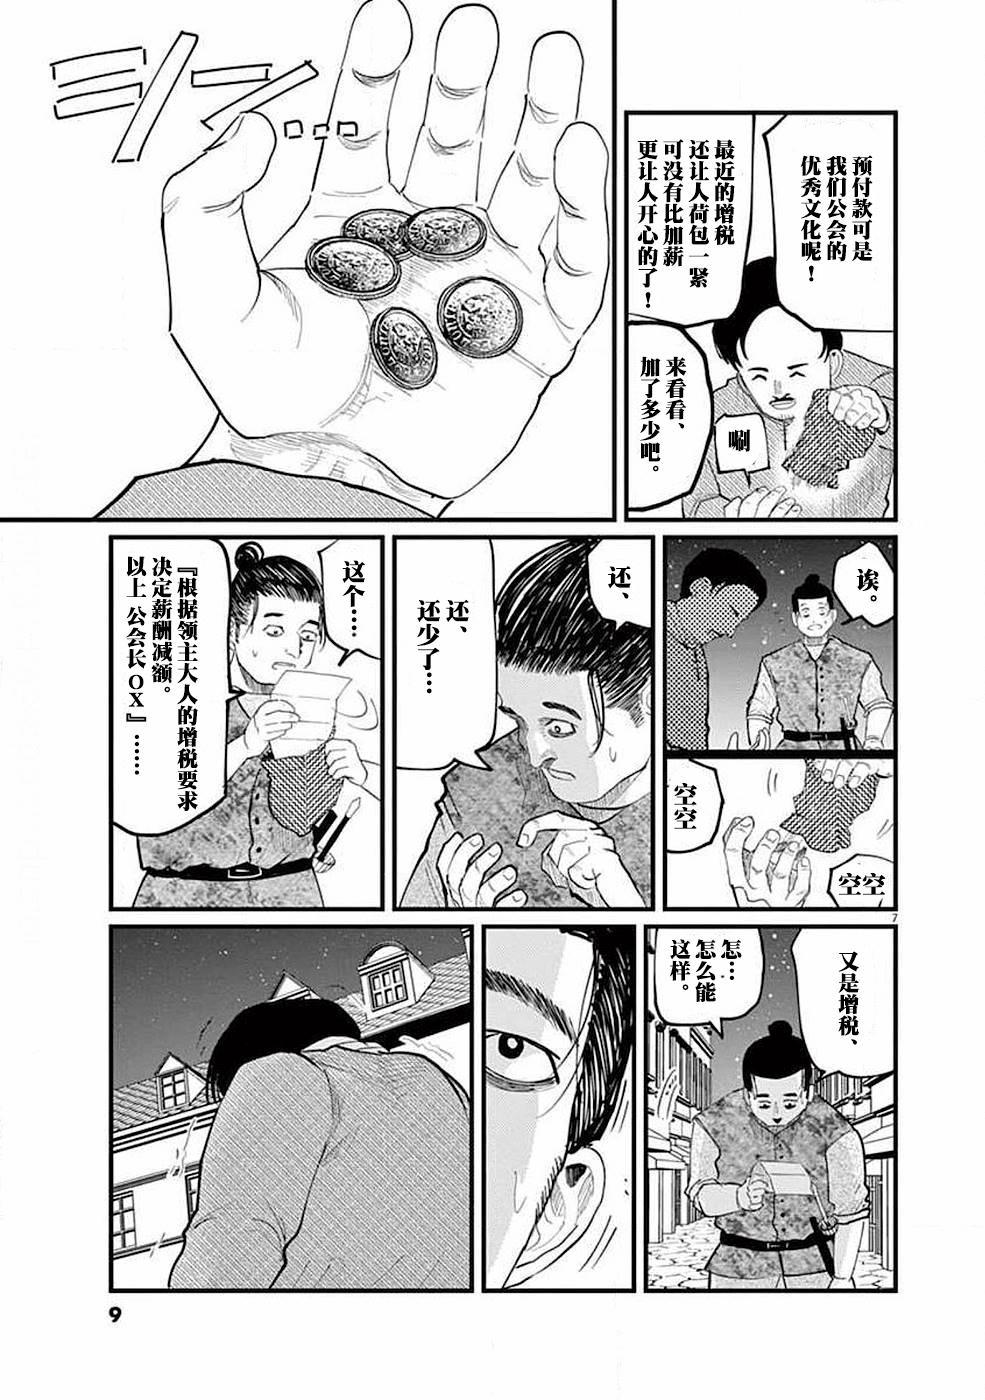 预付款可是
我们公会的
优秀文化呢！
最近的增税
还让人荷包一紧
可没有比加薪
更让人开心的了！
来看看、
加了多少吧。
唰
シーン…
诶。
空空
空空
还、
还、
还少了…
这个……
『根据领主大人的增税要求
决定薪酬减额。
以上 公会长OX』……
7
又是增税、
怎…
怎么能
这样。
9